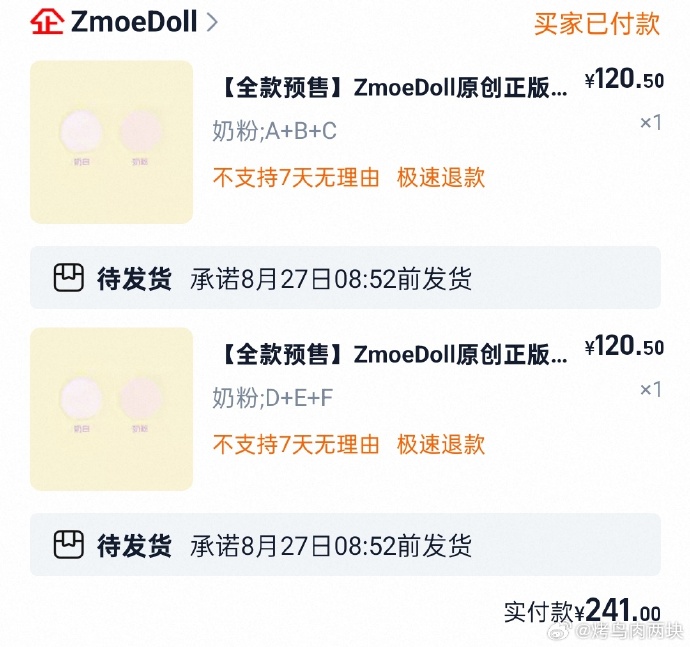 企 ZmoeDoll >
买家已付款
【全款预售】ZmoeDoll原创正版... ¥120.50
奶粉;A+B+C ×1
不支持7天无理由 极速退款
奶白 奶粉
待发货 承诺8月27日08:52前发货
【全款预售】ZmoeDoll原创正版... ¥120.50
奶粉;D+E+F ×1
不支持7天无理由 极速退款
奶白 奶粉
待发货 承诺8月27日08:52前发货
实付款¥241.00
@烤鸟肉两块